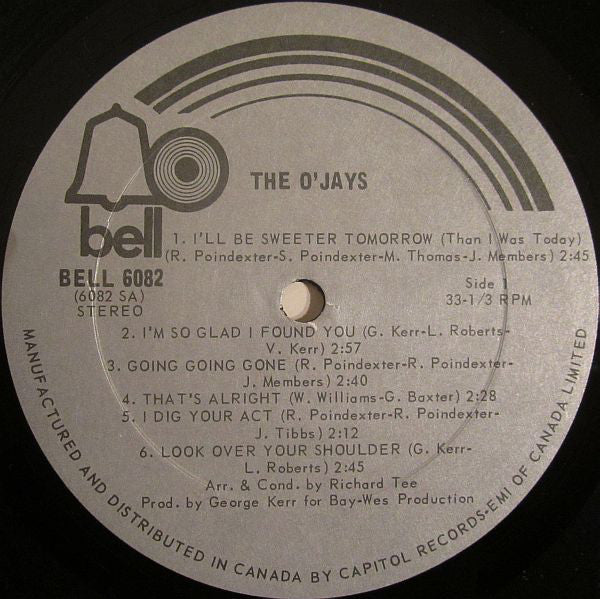 bell
THE O'JAYS
BELL 6082
(6082 SA)
STEREO
1. I'LL BE SWEETER TOMORROW (Than I Was Today)
(R. Poindexter-S. Poindexter-M. Thomas-J. Members) 2:45
Side 1
33-1/3 RPM
2. I'M SO GLAD I FOUND YOU (G. Kerr-L. Roberts-
V. Kerr) 2:57
3. GOING GOING GONE (R. Poindexter-R. Poindexter-
J. Members) 2:40
4. THAT'S ALRIGHT (W. Williams-G. Baxter) 2:28
5. I DIG YOUR ACT (R. Poindexter-R. Poindexter-
J. Tibbs) 2:12
6. LOOK OVER YOUR SHOULDER (G. Kerr-
L. Roberts) 2:45
Arr. & Cond. by Richard Tee
Prod. by George Kerr for Bay-Wes Production
MANUFACTURED AND DISTRIBUTED IN CANADA BY CAPITOL RECORDS-EMI OF CANADA LIMITED